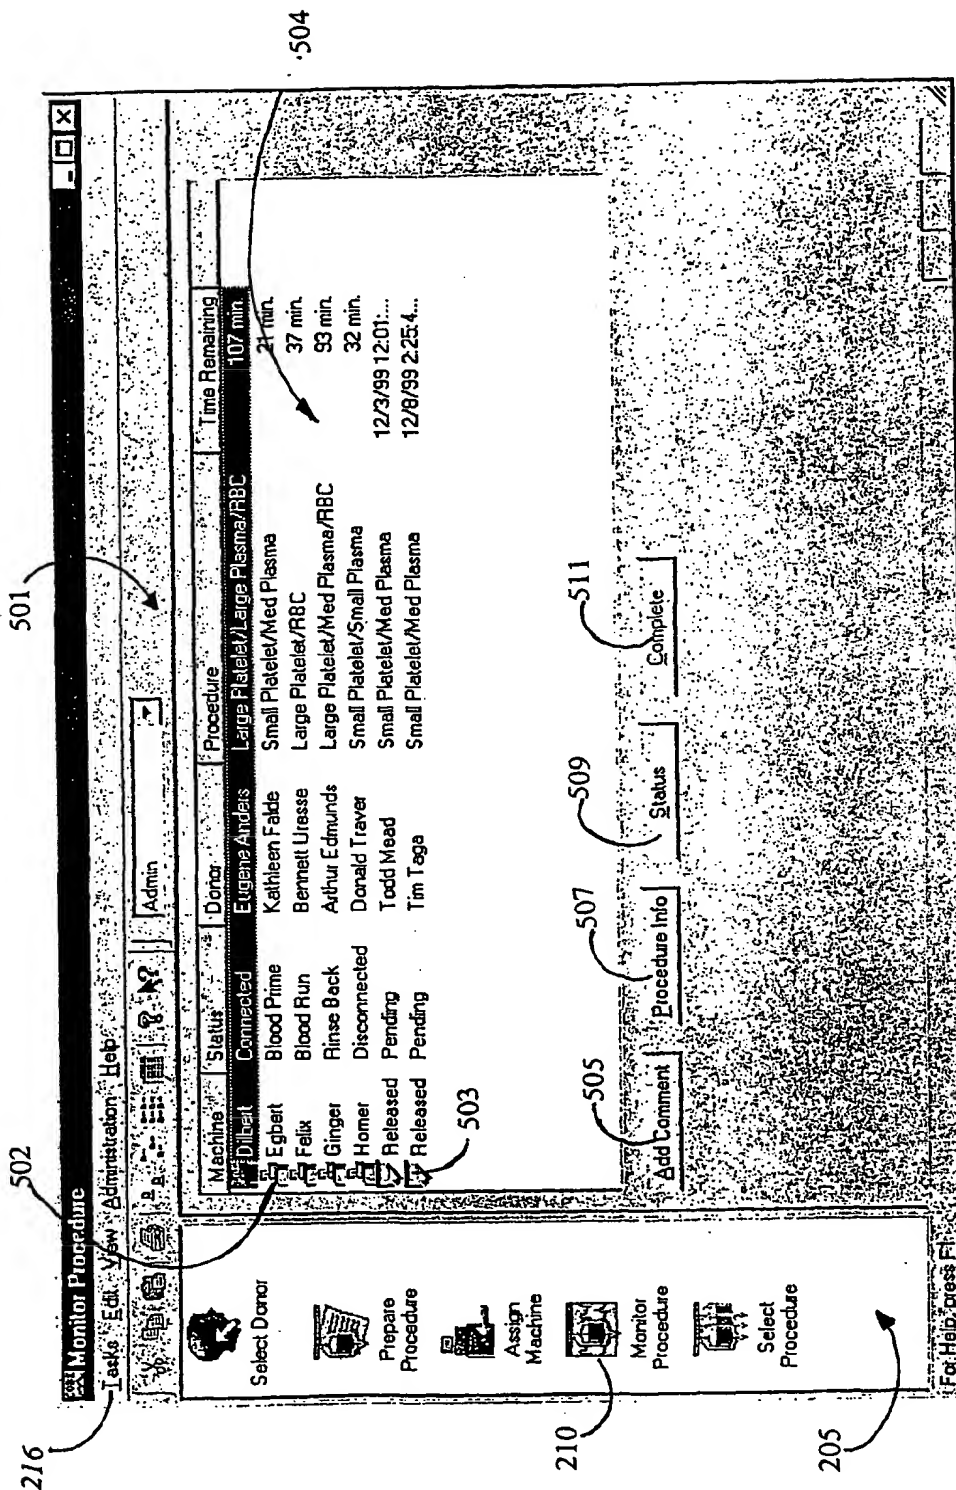 501
502
216
504
Monitor Procedure
Tasks Edit View Administration Help
Admin
Machine Status Donor Procedure Time Remaining
Dilbert Connected Eugene Anders Large Platelet/Large Plasma/RBC 107 min.
Egbert Blood Prime Kathleen Falde Small Platelet/Med Plasma 21 min.
Felix Blood Run Bennett Uresse Large Platelet/RBC 37 min.
Ginger Rinse Back Arthur Edmunds Large Platelet/Med Plasma/RBC 93 min.
Homer Disconnected Donald Traver Small Platelet/Small Plasma 32 min.
Released Pending Todd Mead Small Platelet/Med Plasma 12/3/99 12:01:...
Released Pending Tim Taga Small Platelet/Med Plasma 12/8/99 2:25:4...
503
Select Donor
Prepare Procedure
Assign Machine
Monitor Procedure
Select Procedure
210
205
505
507
509
511
Add Comment Procedure Info Status Complete
For Help, press F1